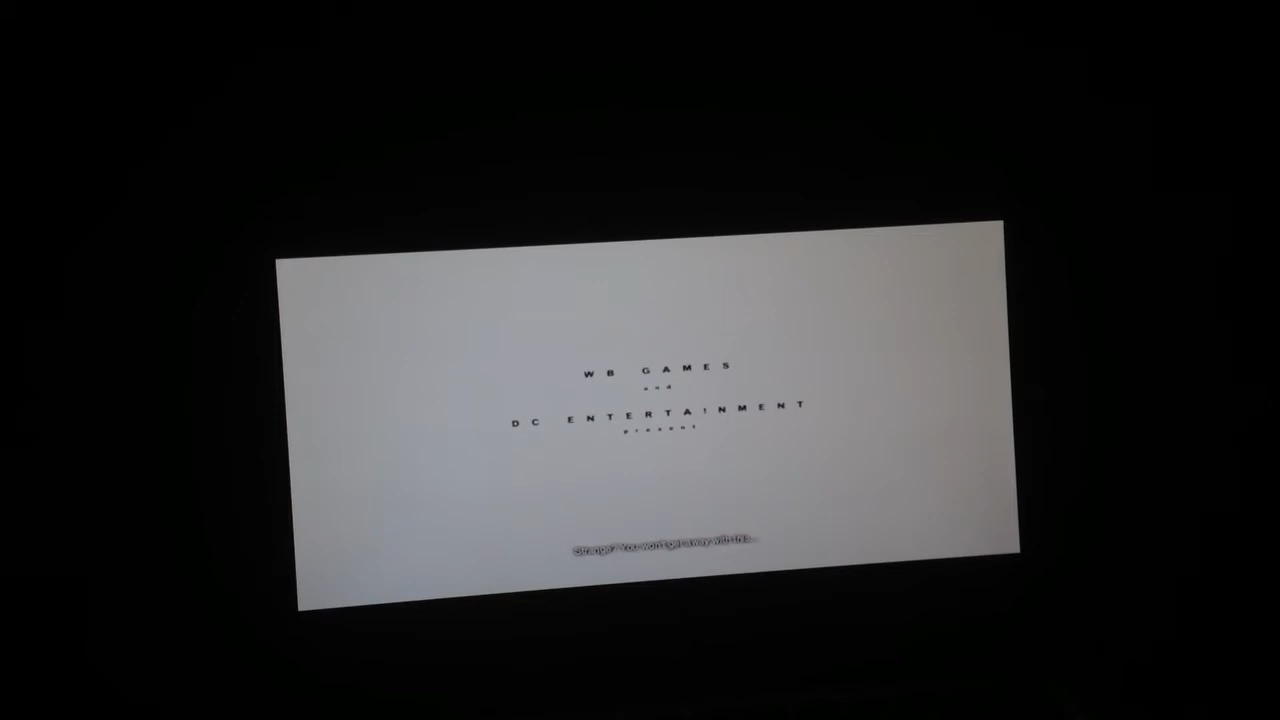 WB GAMES
and
DC ENTERTAINMENT
present
Strange? You won't get away with this...